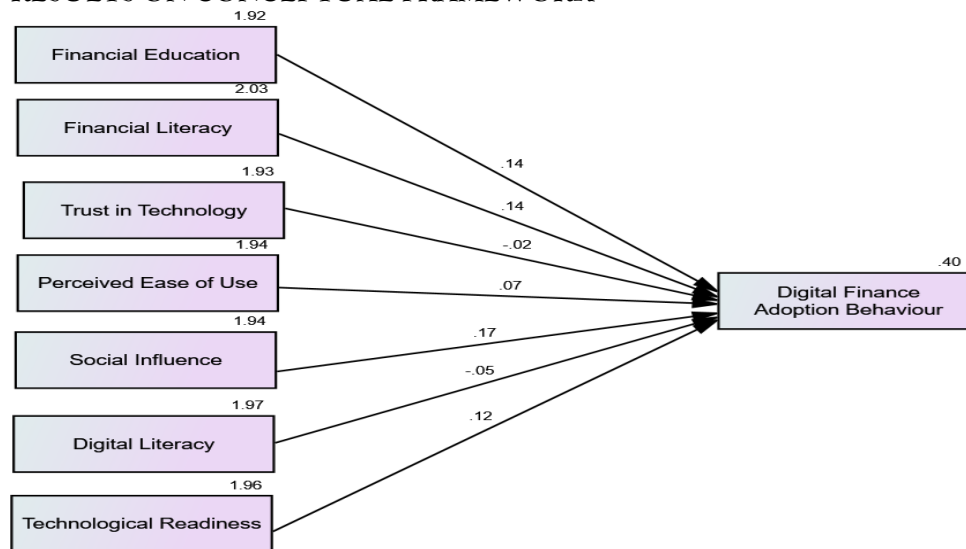 1.92
Financial Education
2.03
Financial Literacy
1.93
Trust in Technology
1.94
Perceived Ease of Use
1.94
Social Influence
1.97
Digital Literacy
1.96
Technological Readiness
.14
.14
-.02
.07
.17
-.05
.12
.40
Digital Finance
Adoption Behaviour